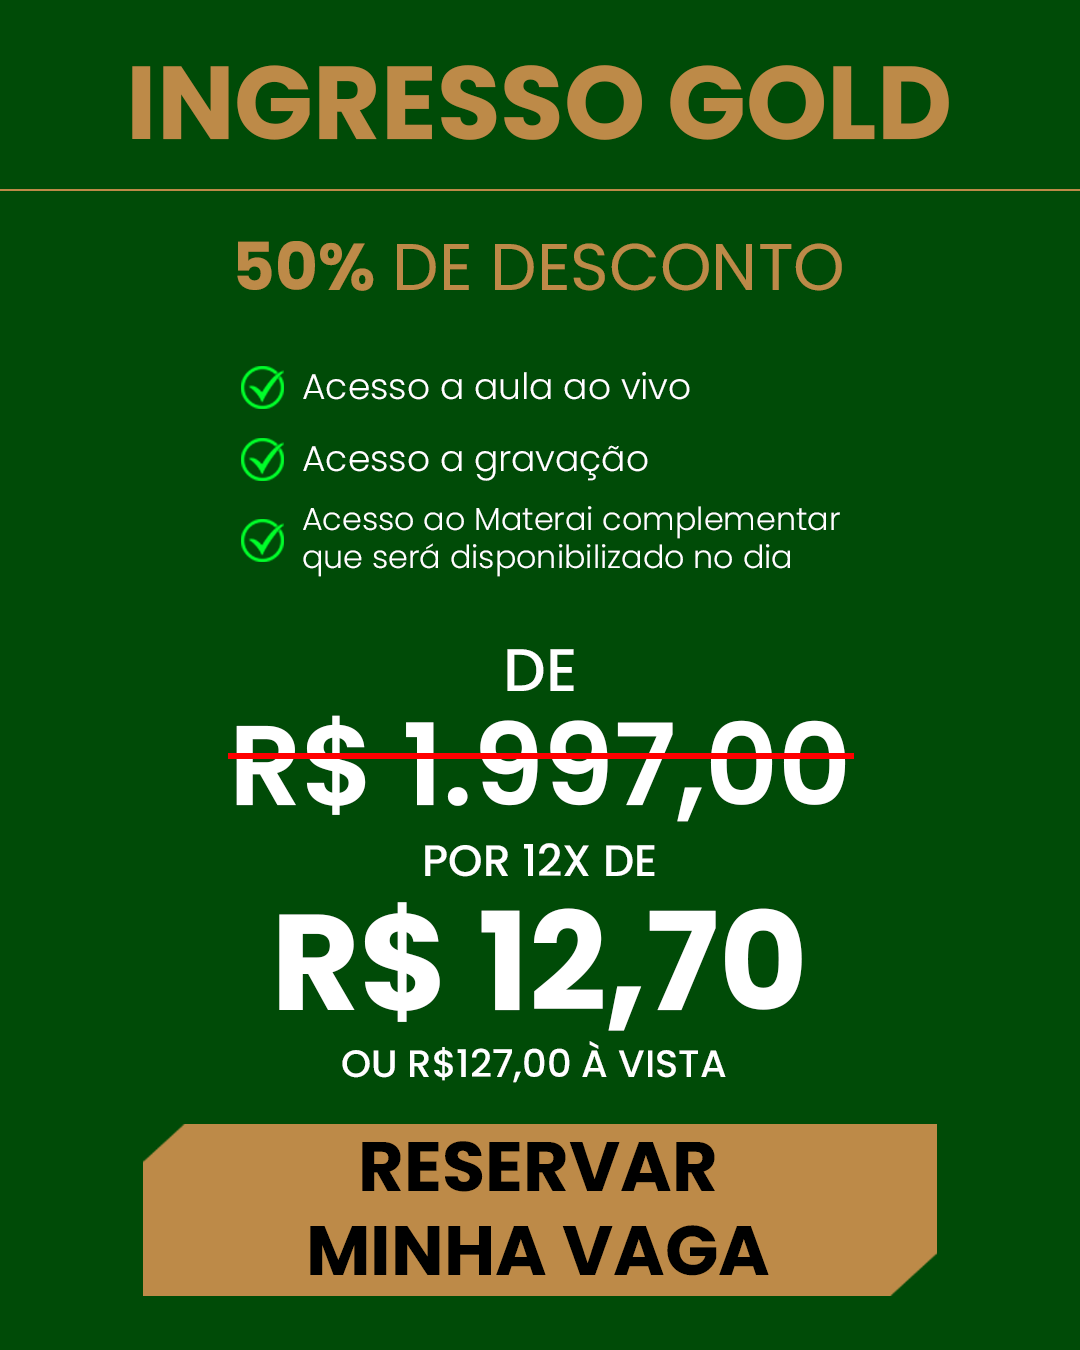 INGRESSO GOLD
50% DE DESCONTO
Acesso a aula ao vivo
Acesso a gravação
Acesso ao Materai complementar
que será disponibilizado no dia
DE
R$ 1.997,00
POR 12X DE
R$ 12,70
OU R$127,00 À VISTA
RESERVAR
MINHA VAGA